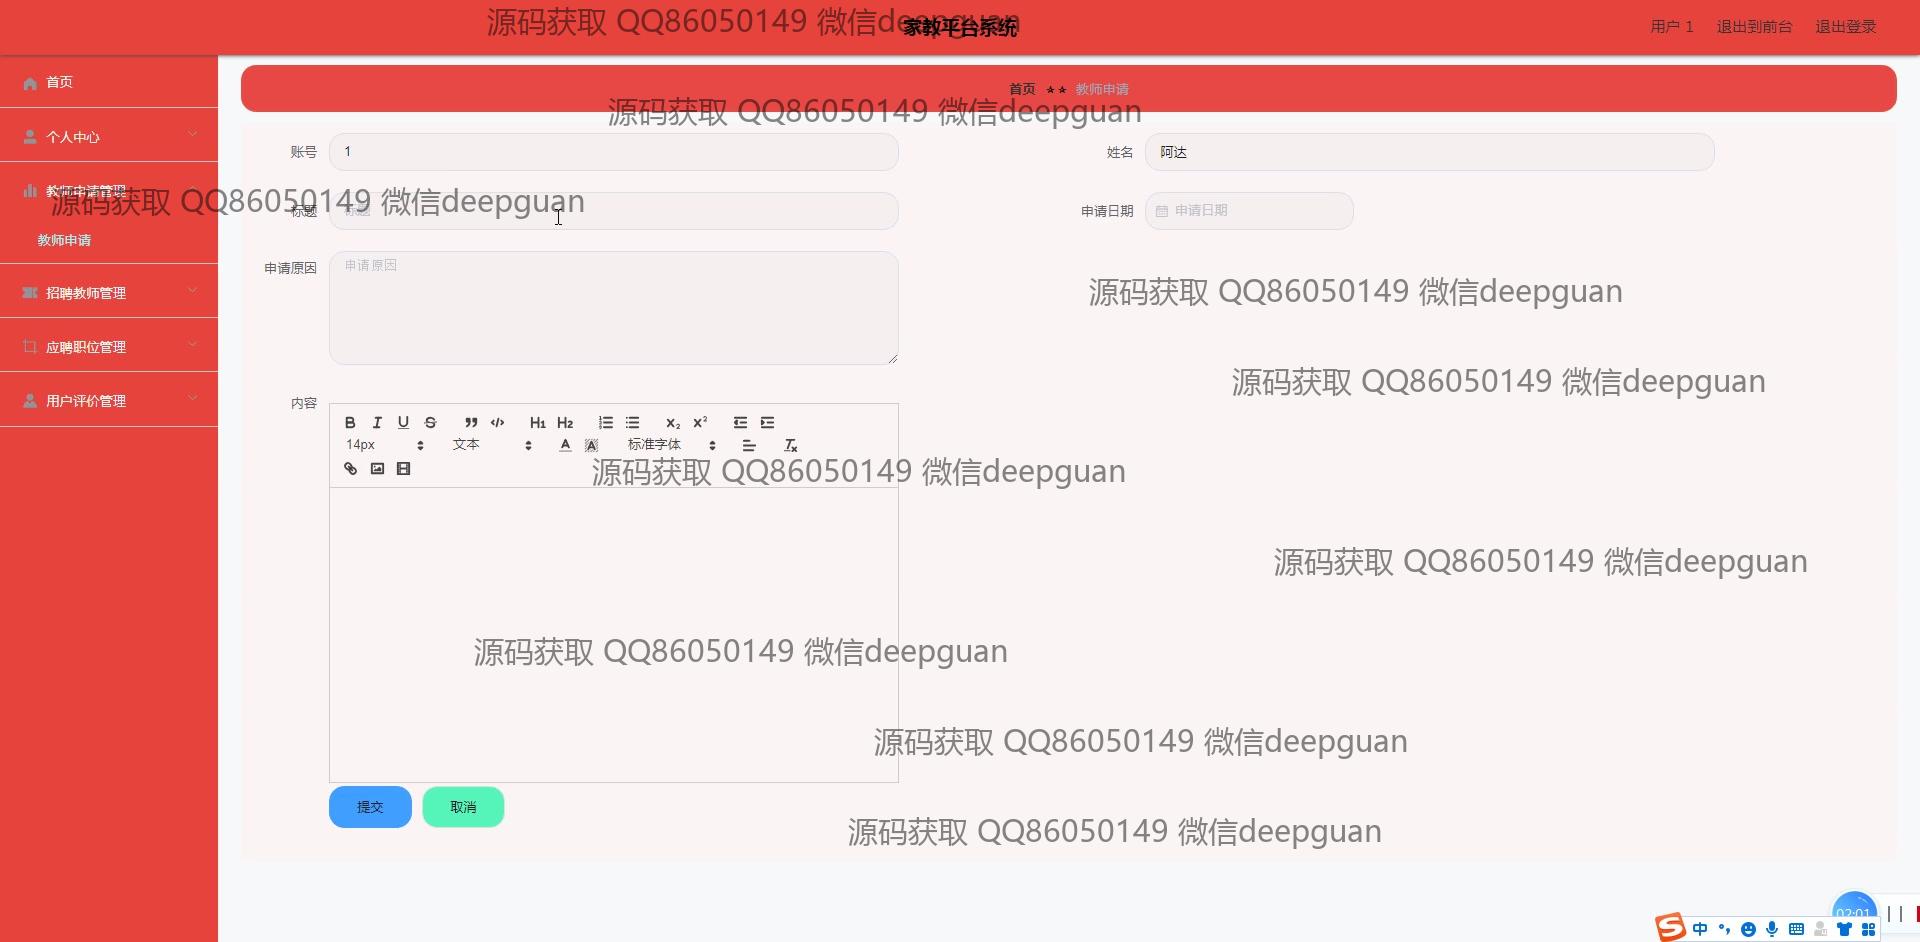 源码获取 QQ86050149 微信deepguan
家教平台系统
用户 1
退出到前台
退出登录
首页
个人中心
教师申请管理
教师申请
招聘教师管理
应聘职位管理
用户评价管理
首页 ★★ 教师申请
源码获取 QQ86050149 微信deepguan
账号 1
姓名 阿达
源码获取 QQ86050149 微信deepguan
标题 标题
申请日期 申请日期
申请原因 申请原因
源码获取 QQ86050149 微信deepguan
源码获取 QQ86050149 微信deepguan
内容
B I U S H1 H2 x₂ x²
14px 文本 A A 标准字体 Tx
源码获取 QQ86050149 微信deepguan
源码获取 QQ86050149 微信deepguan
源码获取 QQ86050149 微信deepguan
源码获取 QQ86050149 微信deepguan
提交 取消
源码获取 QQ86050149 微信deepguan
02:01
S 中